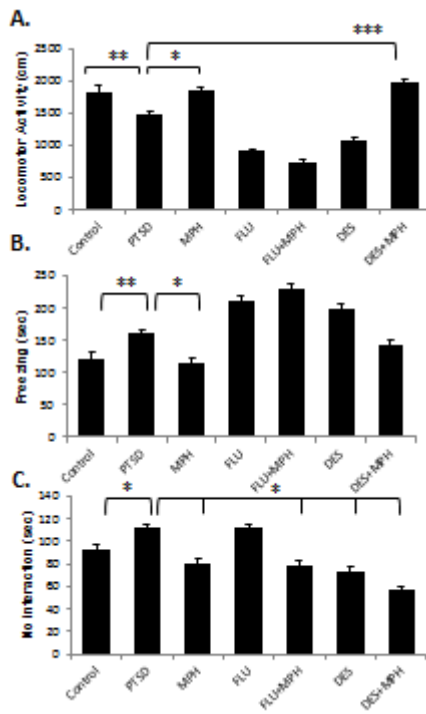 A.
Locomotor Activity (cm)
2500
2000
1500
1000
500
0
** * ***
Control PTSD MPH FLU FLU+MPH DES DES+MPH
B.
Freezing (sec)
250
200
150
100
50
0
** *
Control PTSD MPH FLU FLU+MPH DES DES+MPH
C.
No interaction (sec)
140
120
100
80
60
40
20
0
* *
Control PTSD MPH FLU FLU+MPH DES DES+MPH